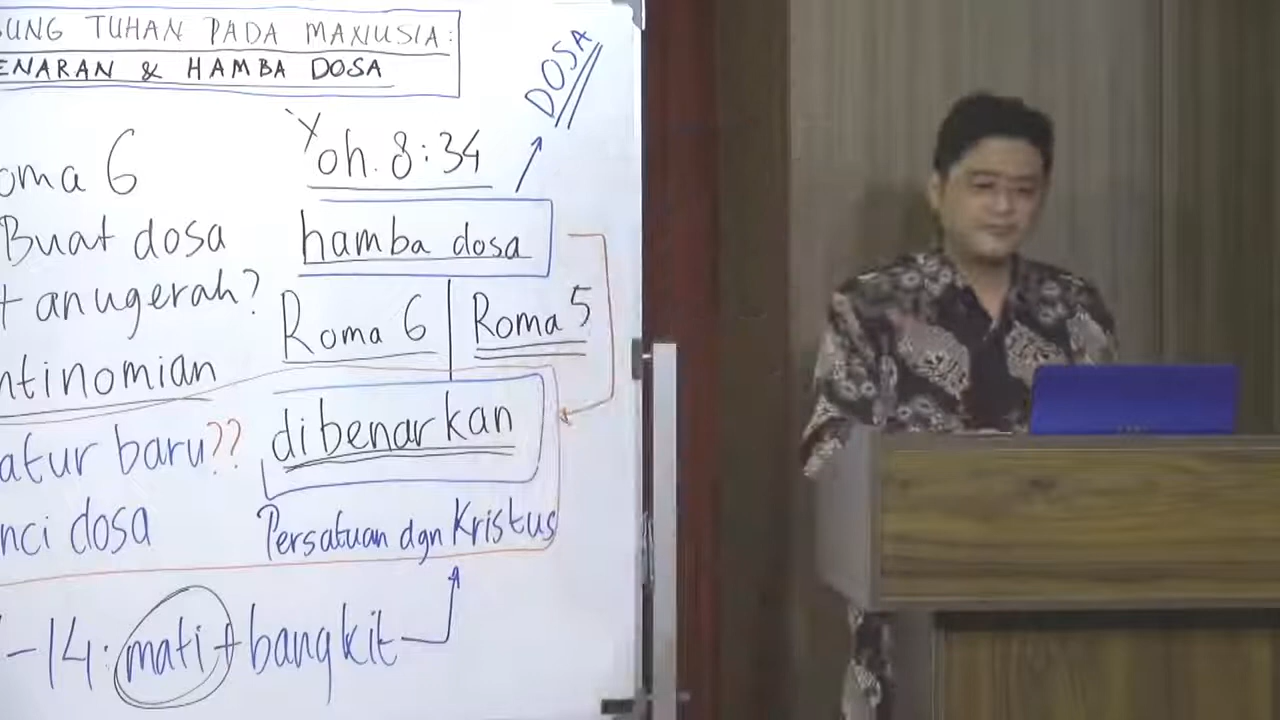 UNG TUHAN PADA MANUSIA:
ENARAN & HAMBA DOSA
DOSA
oma 6
Yoh. 8:34
Buat dosa
hamba dosa
t anugerah?
Roma 6 Roma 5
ntinomian
dibenarkan
atur baru??
nci dosa
Persatuan dgn Kristus
-14: mati + bangkit